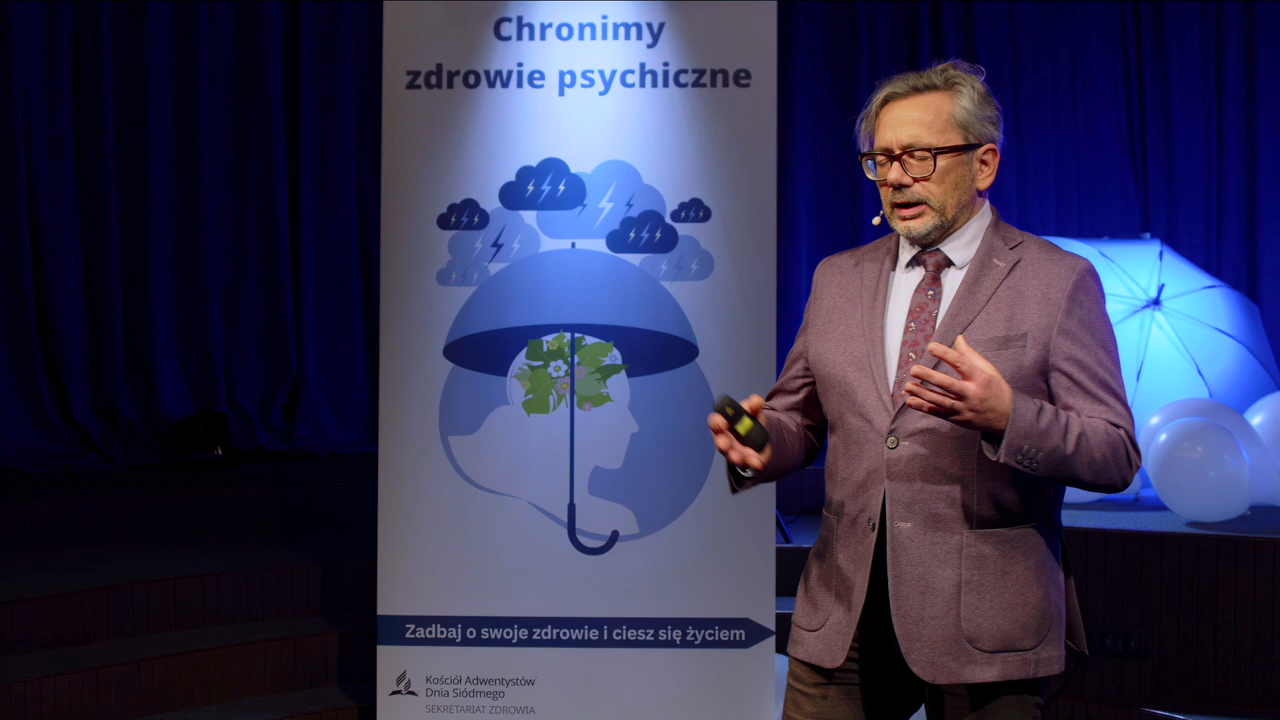 Chronimy
zdrowie psychiczne
Zadbaj o swoje zdrowie i ciesz się życiem
Kościół Adwentystów
Dnia Siódmego
SEKRETARIAT ZDROWIA